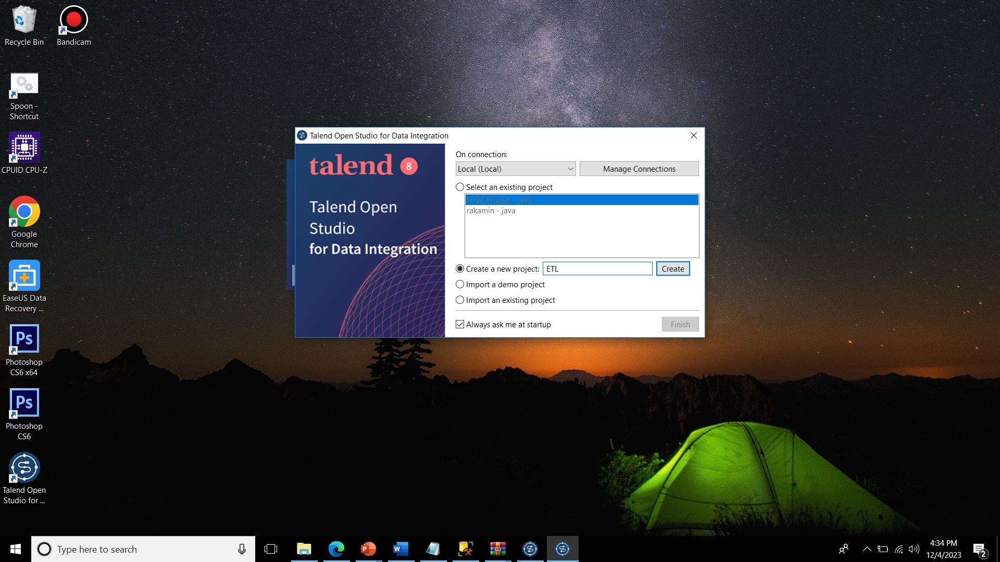 Recycle Bin
Bandicam
Spoon -
Shortcut
CPUID CPU-Z
Google
Chrome
EaseUS Data
Recovery ...
Ps
Photoshop
CS6 x64
Ps
Photoshop
CS6
Talend Open
Studio for ...
Talend Open Studio for Data Integration
talend 8
Talend Open
Studio
for Data Integration
On connection:
Local (Local)
Manage Connections
Select an existing project
Final_Project - java
rakamin - java
Create a new project:
ETL
Create
Import a demo project
Import an existing project
Always ask me at startup
Finish
Type here to search
4:34 PM
12/4/2023
2